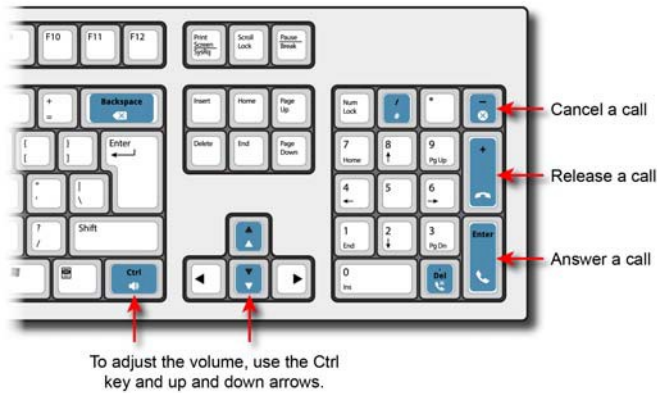 F10 F11 F12 Print Screen SysRq Scroll Lock Pause Break
+ = Backspace Insert Home Page Up Num Lock / # * − Cancel a call
{ [ } ] Enter Delete End Page Down 7 Home 8 9 Pg Up +
" ' | \ 4 5 6 Release a call
? / Shift 1 End 2 3 Pg Dn Enter
Ctrl 0 Ins . Del Answer a call
To adjust the volume, use the Ctrl
key and up and down arrows.